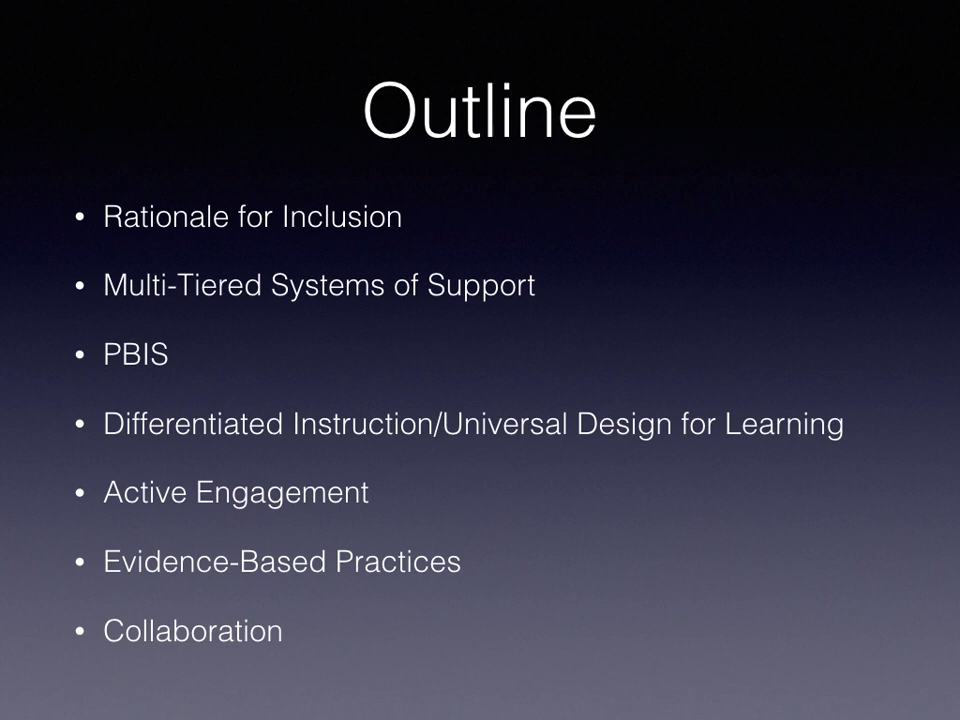 Outline
• Rationale for Inclusion
• Multi-Tiered Systems of Support
• PBIS
• Differentiated Instruction/Universal Design for Learning
• Active Engagement
• Evidence-Based Practices
• Collaboration